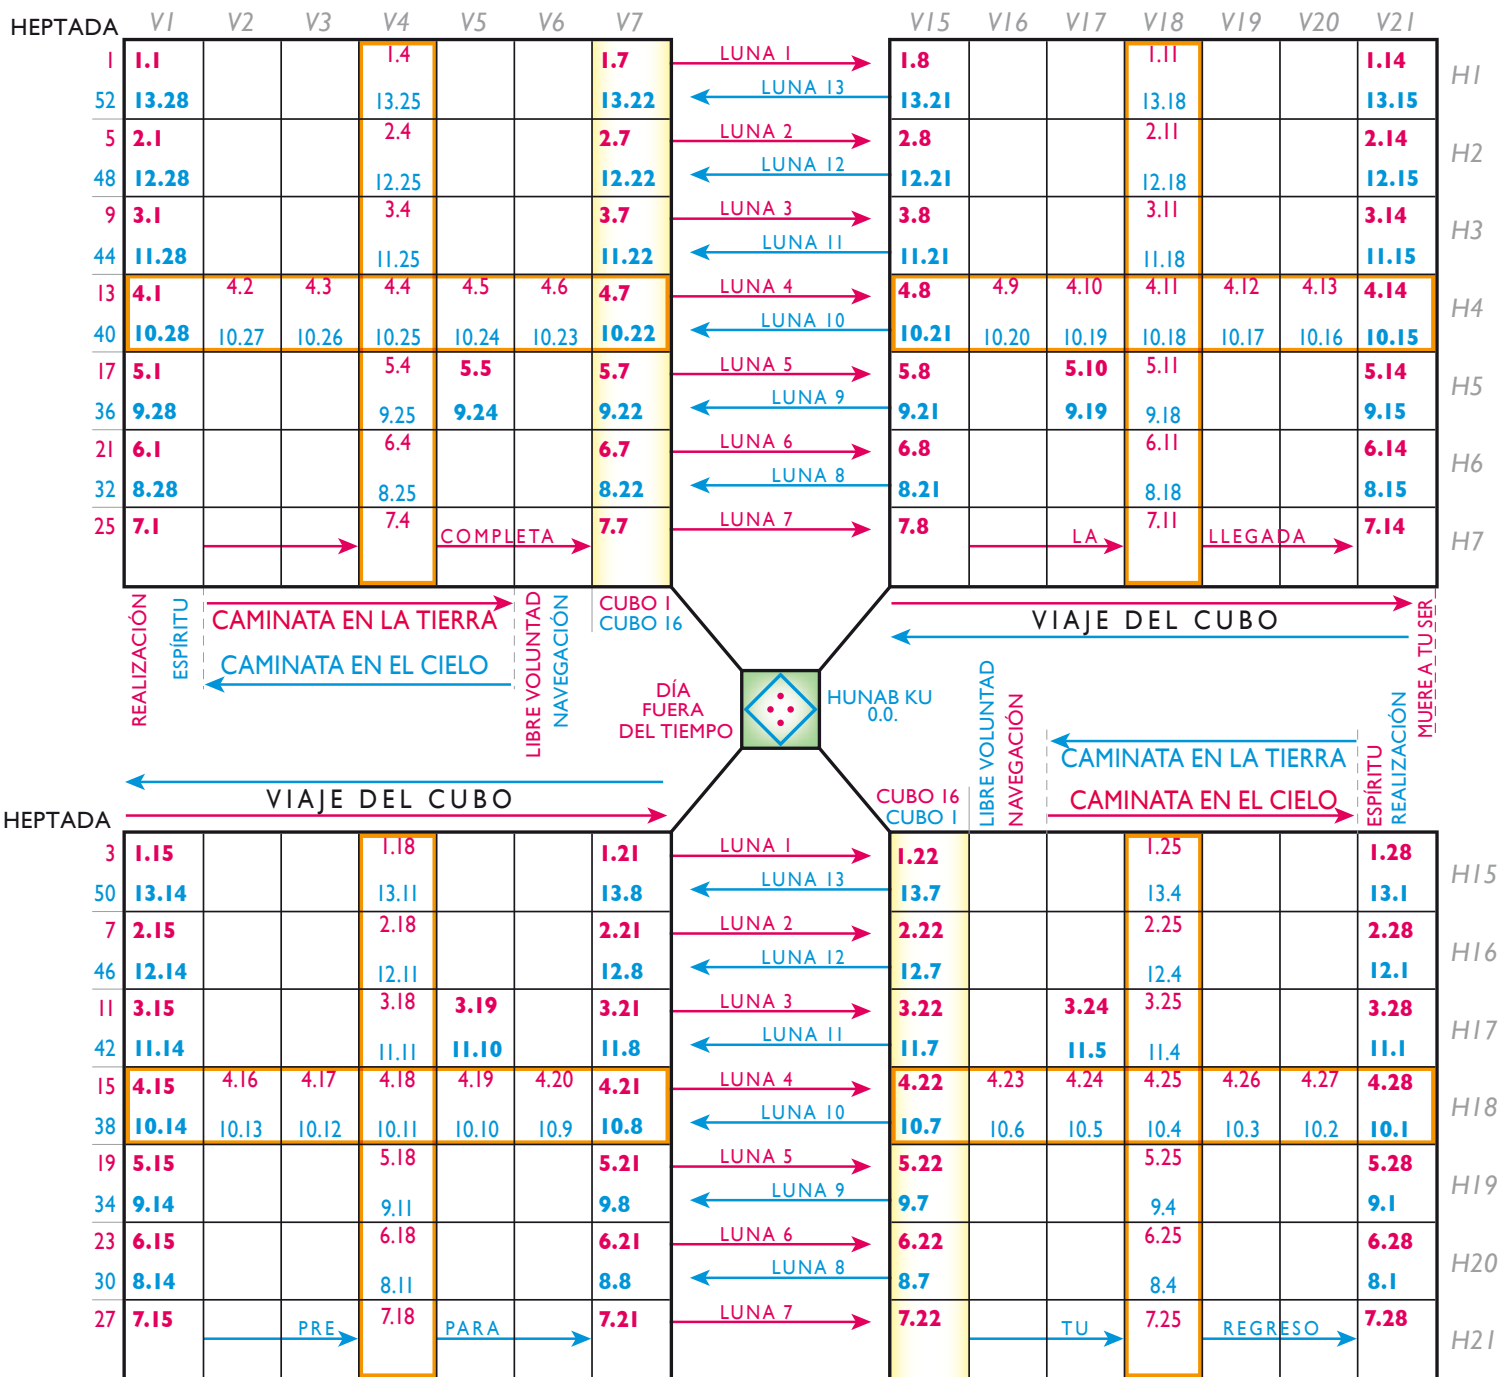 HEPTADA V1 V2 V3 V4 V5 V6 V7 V15 V16 V17 V18 V19 V20 V21
1 1.1 1.4 1.7 LUNA 1 1.8 1.11 1.14 H1
52 13.28 13.25 13.22 LUNA 13 13.21 13.18 13.15
5 2.1 2.4 2.7 LUNA 2 2.8 2.11 2.14 H2
48 12.28 12.25 12.22 LUNA 12 12.21 12.18 12.15
9 3.1 3.4 3.7 LUNA 3 3.8 3.11 3.14 H3
44 11.28 11.25 11.22 LUNA 11 11.21 11.18 11.15
13 4.1 4.2 4.3 4.4 4.5 4.6 4.7 LUNA 4 4.8 4.9 4.10 4.11 4.12 4.13 4.14 H4
40 10.28 10.27 10.26 10.25 10.24 10.23 10.22 LUNA 10 10.21 10.20 10.19 10.18 10.17 10.16 10.15
17 5.1 5.4 5.5 5.7 LUNA 5 5.8 5.10 5.11 5.14 H5
36 9.28 9.25 9.24 9.22 LUNA 9 9.21 9.19 9.18 9.15
21 6.1 6.4 6.7 LUNA 6 6.8 6.11 6.14 H6
32 8.28 8.25 8.22 LUNA 8 8.21 8.18 8.15
25 7.1 7.4 COMPLETA 7.7 LUNA 7 7.8 LA 7.11 LLEGADA 7.14 H7
REALIZACIÓN
ESPÍRITU
CAMINATA EN LA TIERRA
CAMINATA EN EL CIELO
LIBRE VOLUNTAD
NAVEGACIÓN
CUBO 1
CUBO 16
VIAJE DEL CUBO
MUERE A TU SER
DÍA
FUERA
DEL TIEMPO
HUNAB KU
0.0.
LIBRE VOLUNTAD
NAVEGACIÓN
CAMINATA EN LA TIERRA
CAMINATA EN EL CIELO
ESPÍRITU
REALIZACIÓN
VIAJE DEL CUBO
CUBO 16
CUBO 1
HEPTADA
3 1.15 1.18 1.21 LUNA 1 1.22 1.25 1.28 H15
50 13.14 13.11 13.8 LUNA 13 13.7 13.4 13.1
7 2.15 2.18 2.21 LUNA 2 2.22 2.25 2.28 H16
46 12.14 12.11 12.8 LUNA 12 12.7 12.4 12.1
11 3.15 3.18 3.19 3.21 LUNA 3 3.22 3.24 3.25 3.28 H17
42 11.14 11.11 11.10 11.8 LUNA 11 11.7 11.5 11.4 11.1
15 4.15 4.16 4.17 4.18 4.19 4.20 4.21 LUNA 4 4.22 4.23 4.24 4.25 4.26 4.27 4.28 H18
38 10.14 10.13 10.12 10.11 10.10 10.9 10.8 LUNA 10 10.7 10.6 10.5 10.4 10.3 10.2 10.1
19 5.15 5.18 5.21 LUNA 5 5.22 5.25 5.28 H19
34 9.14 9.11 9.8 LUNA 9 9.7 9.4 9.1
23 6.15 6.18 6.21 LUNA 6 6.22 6.25 6.28 H20
30 8.14 8.11 8.8 LUNA 8 8.7 8.4 8.1
27 7.15 PRE 7.18 PARA 7.21 LUNA 7 7.22 TU 7.25 REGRESO 7.28 H21